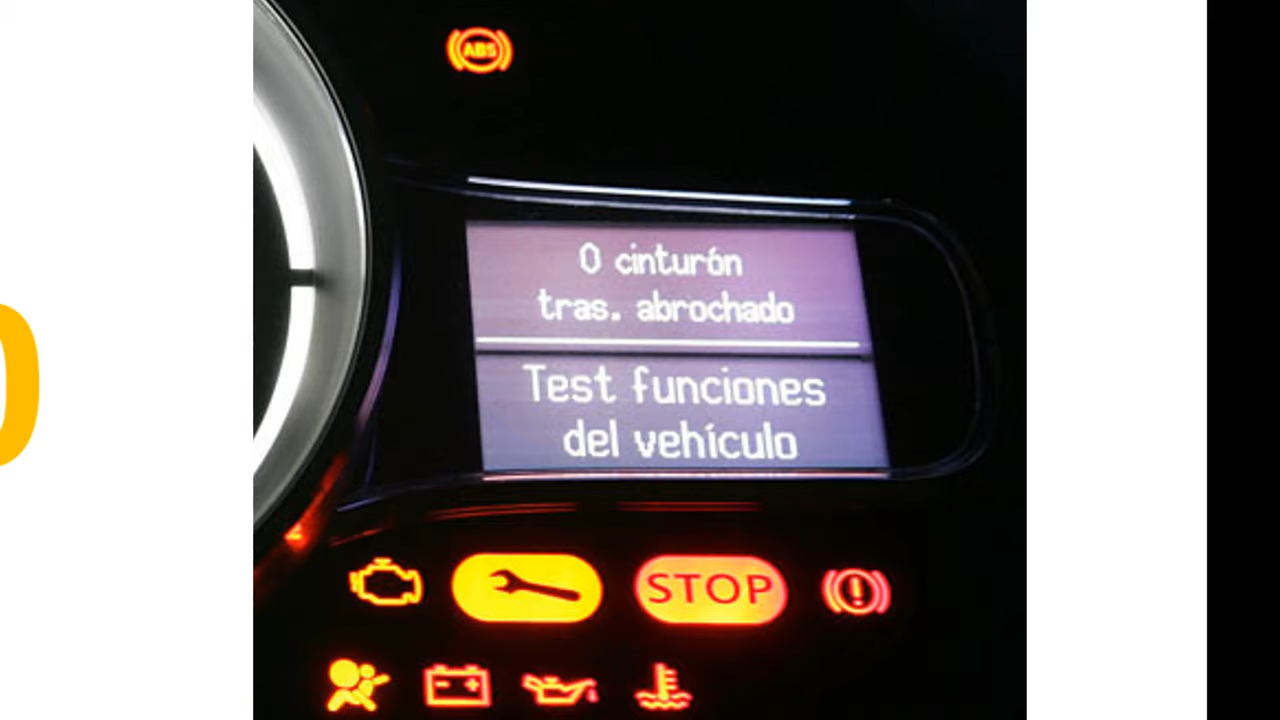 ABS
0 cinturón
tras. abrochado
Test funciones
del vehículo
STOP